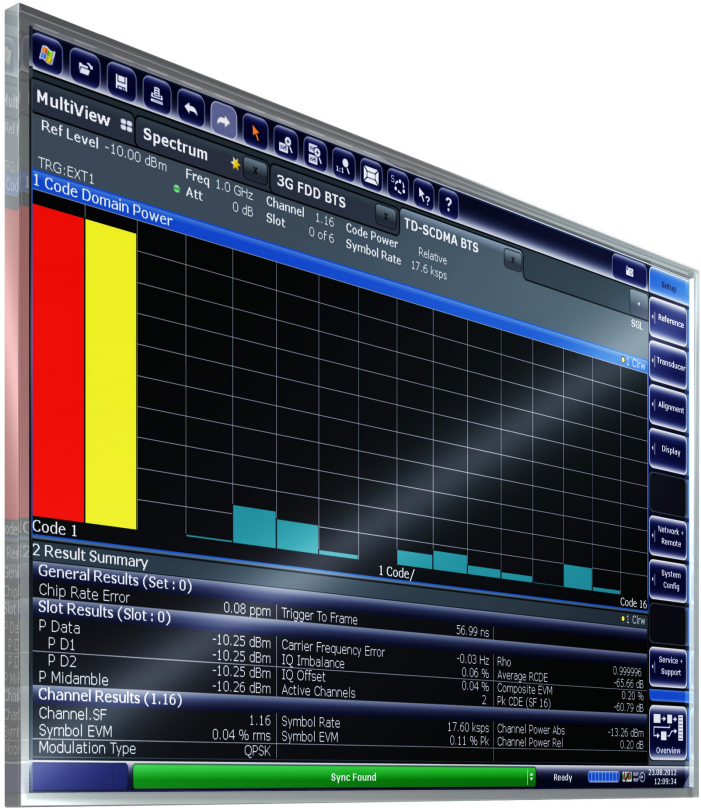 1:1
S
?
?
MultiView
Spectrum
x
3G FDD BTS
x
TD-SCDMA BTS
x
Ref Level -10.00 dBm
Freq 1.0 GHz
Channel 1.16
Code Power Relative
TRG:EXT1
Att 0 dB
Slot 0 of 6
Symbol Rate 17.6 ksps
SGL
1 Code Domain Power
1 Clrw
Code 1
1 Code/
Code 16
2 Result Summary
1 Clrw
General Results (Set : 0)
Chip Rate Error 0.08 ppm Trigger To Frame 56.99 ns
Slot Results (Slot : 0)
P Data -10.25 dBm Carrier Frequency Error -0.03 Hz Rho 0.999996
P D1 -10.25 dBm IQ Imbalance 0.06 % Average RCDE -65.66 dB
P D2 -10.25 dBm IQ Offset 0.04 % Composite EVM 0.20 %
P Midamble -10.26 dBm Active Channels 2 Pk CDE (SF 16) -60.79 dB
Channel Results (1.16)
Channel.SF 1.16 Symbol Rate 17.60 ksps Channel Power Abs -13.26 dBm
Symbol EVM 0.04 % rms Symbol EVM 0.11 % Pk Channel Power Rel 0.20 dB
Modulation Type QPSK
Setup
Reference
Transducer
Alignment
Display
Network +
Remote
System
Config
Service +
Support
Overview
Sync Found
Ready
23.08.2012
12:09:34